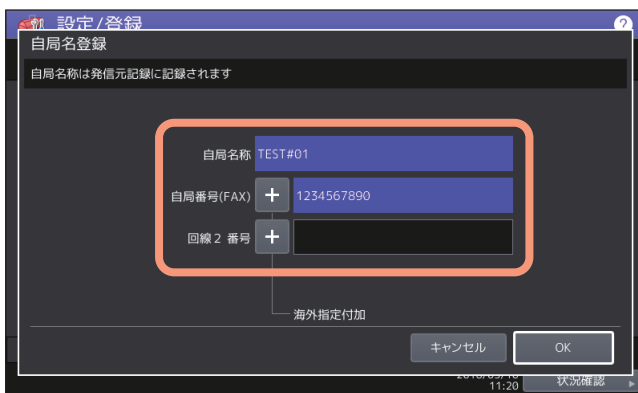 設定/登録
?
自局名登録
自局名称は発信元記録に記録されます
自局名称 TEST#01
自局番号(FAX) + 1234567890
回線2 番号 +
海外指定付加
キャンセル OK
11:20 状況確認